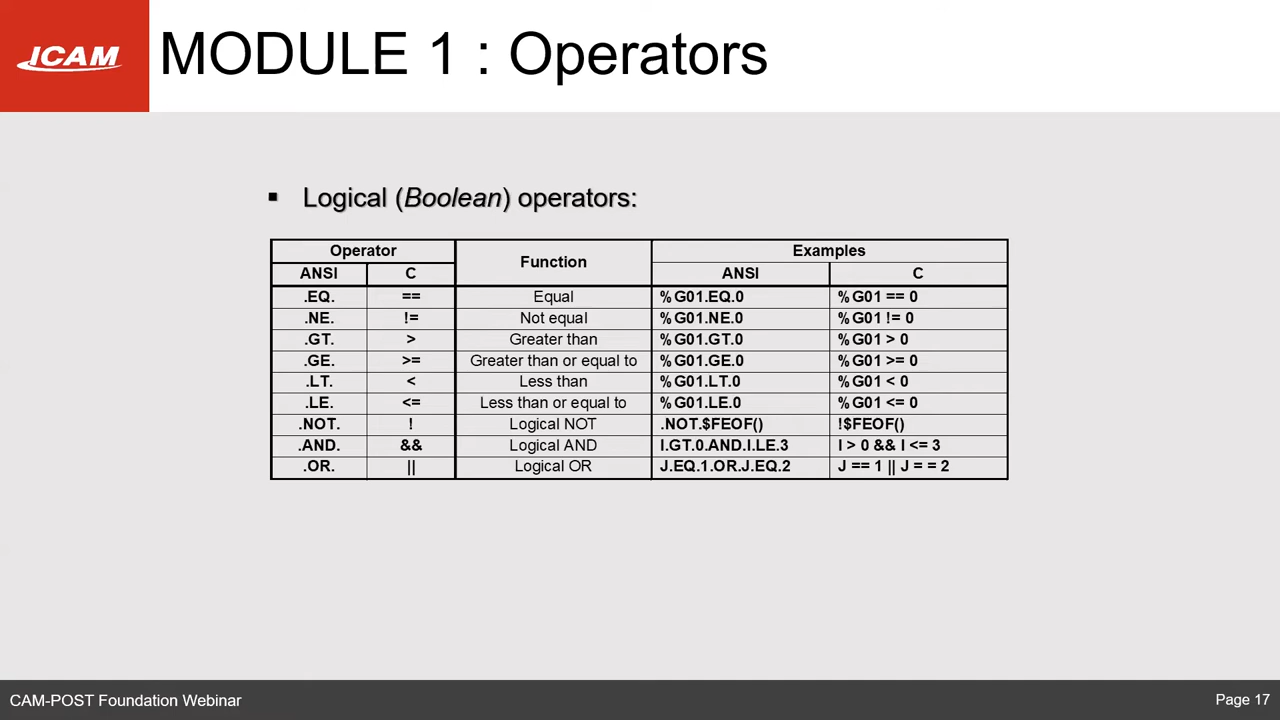 ICAM
MODULE 1 : Operators
▪ Logical (Boolean) operators:
Operator Function Examples
ANSI C ANSI C
.EQ. == Equal %G01.EQ.0 %G01 == 0
.NE. != Not equal %G01.NE.0 %G01 != 0
.GT. > Greater than %G01.GT.0 %G01 > 0
.GE. >= Greater than or equal to %G01.GE.0 %G01 >= 0
.LT. < Less than %G01.LT.0 %G01 < 0
.LE. <= Less than or equal to %G01.LE.0 %G01 <= 0
.NOT. ! Logical NOT .NOT.$FEOF() !$FEOF()
.AND. && Logical AND I.GT.0.AND.I.LE.3 I > 0 && I <= 3
.OR. || Logical OR J.EQ.1.OR.J.EQ.2 J == 1 || J = = 2
CAM-POST Foundation Webinar
Page 17